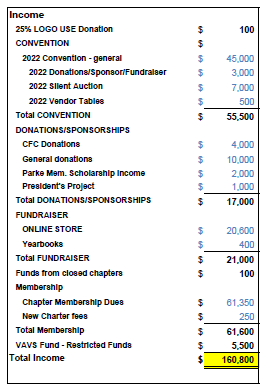 Income
25% LOGO USE Donation $ 100
CONVENTION $
2022 Convention - general $ 45,000
2022 Donations/Sponsor/Fundraiser $ 3,000
2022 Silent Auction $ 7,000
2022 Vendor Tables $ 500
Total CONVENTION $ 55,500
DONATIONS/SPONSORSHIPS
CFC Donations $ 4,000
General donations $ 10,000
Parke Mem. Scholarship Income $ 2,000
President's Project $ 1,000
Total DONATIONS/SPONSORSHIPS $ 17,000
FUNDRAISER
ONLINE STORE $ 20,600
Yearbooks $ 400
Total FUNDRAISER $ 21,000
Funds from closed chapters $ 100
Membership
Chapter Membership Dues $ 61,350
New Charter fees $ 250
Total Membership $ 61,600
VAVS Fund - Restricted Funds $ 5,500
Total Income $ 160,800